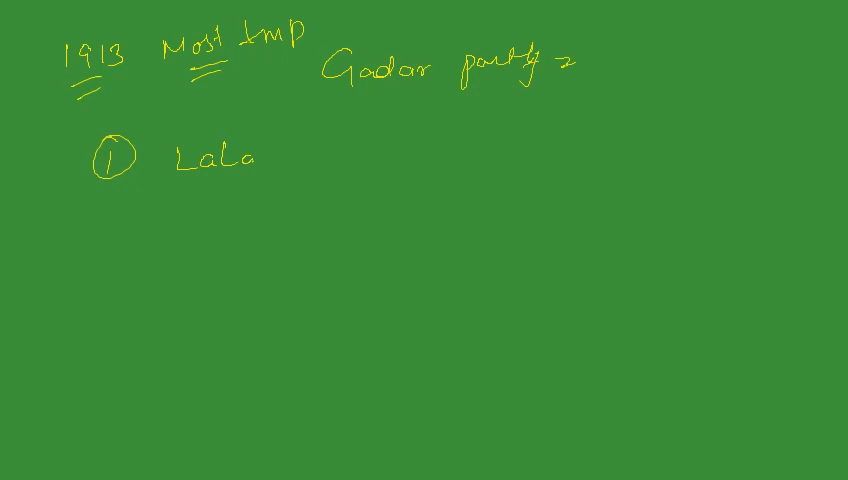 1913 Most Imp Gadar party =
① LaLa